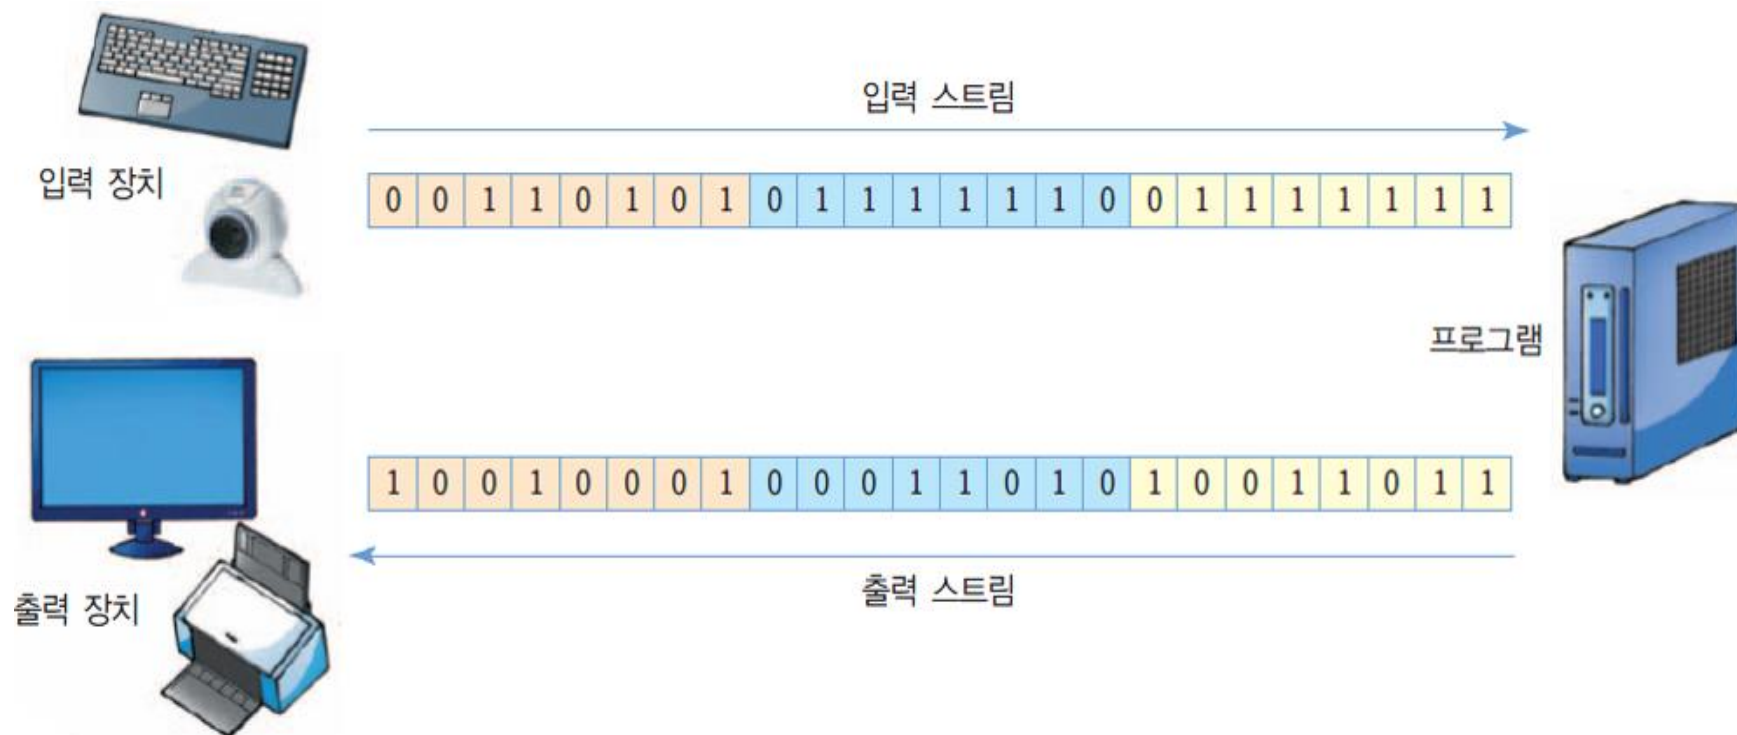 입력 스트림
입력 장치
0 0 1 1 0 1 0 1 0 1 1 1 1 1 1 0 0 1 1 1 1 1 1 1
프로그램
1 0 0 1 0 0 0 1 0 0 0 1 1 0 1 0 1 0 0 1 1 0 1 1
출력 스트림
출력 장치